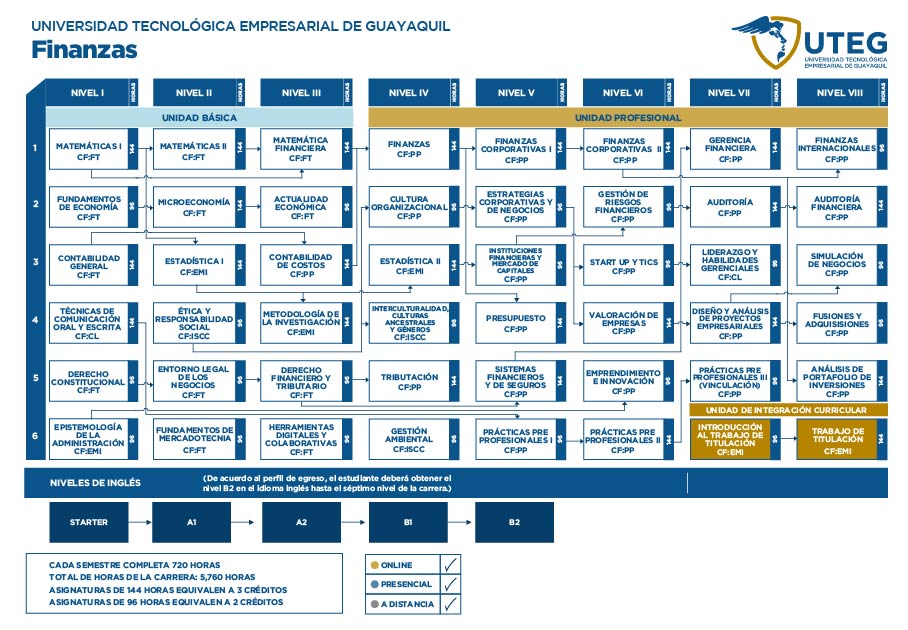 UNIVERSIDAD TECNOLÓGICA EMPRESARIAL DE GUAYAQUIL
Finanzas
UTEG
UNIVERSIDAD TECNOLÓGICA
EMPRESARIAL DE GUAYAQUIL
NIVEL I HORAS NIVEL II HORAS NIVEL III HORAS NIVEL IV HORAS NIVEL V HORAS NIVEL VI HORAS NIVEL VII HORAS NIVEL VIII HORAS
UNIDAD BÁSICA
UNIDAD PROFESIONAL
1
MATEMÁTICAS I
CF:FT
144
MATEMÁTICAS II
CF:FT
144
MATEMÁTICA
FINANCIERA
CF:FT
144
FINANZAS
CF:PP
144
FINANZAS
CORPORATIVAS I
CF:PP
144
FINANZAS
CORPORATIVAS II
CF:PP
144
GERENCIA
FINANCIERA
CF:PP
144
FINANZAS
INTERNACIONALES
CF:PP
96
2
FUNDAMENTOS
DE ECONOMÍA
CF:FT
96
MICROECONOMÍA
CF:FT
144
ACTUALIDAD
ECONÓMICA
CF:FT
96
CULTURA
ORGANIZACIONAL
CF:PP
96
ESTRATEGIAS
CORPORATIVAS Y
DE NEGOCIOS
CF:PP
96
GESTIÓN DE
RIESGOS
FINANCIEROS
CF:PP
96
AUDITORÍA
CF:PP
144
AUDITORÍA
FINANCIERA
CF:PP
144
3
CONTABILIDAD
GENERAL
CF:FT
144
ESTADÍSTICA I
CF:EMI
144
CONTABILIDAD
DE COSTOS
CF:PP
144
ESTADÍSTICA II
CF:EMI
144
INSTITUCIONES
FINANCIERAS Y
MERCADO DE
CAPITALES
CF:PP
96
START UP Y TICS
CF:PP
96
LIDERAZGO Y
HABILIDADES
GERENCIALES
CF:CL
96
SIMULACIÓN
DE NEGOCIOS
CF:PP
96
4
TÉCNICAS DE
COMUNICACIÓN
ORAL Y ESCRITA
CF:CL
144
ÉTICA Y
RESPONSABILIDAD
SOCIAL
CF:ISCC
96
METODOLOGÍA DE
LA INVESTIGACIÓN
CF:EMI
144
INTERCULTURALIDAD,
CULTURAS
ANCESTRALES
Y GÉNEROS
CF:ISCC
96
PRESUPUESTO
CF:PP
144
VALORACIÓN DE
EMPRESAS
CF:PP
144
DISEÑO Y ANÁLISIS
DE PROYECTOS
EMPRESARIALES
CF:PP
144
FUSIONES Y
ADQUISIONES
CF:PP
96
5
DERECHO
CONSTITUCIONAL
CF:FT
96
ENTORNO LEGAL
DE LOS
NEGOCIOS
CF:FT
96
DERECHO
FINANCIERO Y
TRIBUTARIO
CF:FT
96
TRIBUTACIÓN
CF:PP
144
SISTEMAS
FINANCIEROS
Y DE SEGUROS
CF:PP
96
EMPRENDIMIENTO
E INNOVACIÓN
CF:PP
96
PRÁCTICAS PRE
PROFESIONALES III
(VINCULACIÓN)
CF:PP
96
ANÁLISIS DE
PORTAFOLIO DE
INVERSIONES
CF:PP
144
UNIDAD DE INTEGRACIÓN CURRICULAR
6
EPISTEMOLOGÍA
DE LA
ADMINISTRACIÓN
CF:EMI
96
FUNDAMENTOS DE
MERCADOTECNIA
CF:FT
96
HERRAMIENTAS
DIGITALES Y
COLABORATIVAS
CF:FT
96
GESTIÓN
AMBIENTAL
CF:ISCC
96
PRÁCTICAS PRE
PROFESIONALES I
CF:PP
144
PRÁCTICAS PRE
PROFESIONALES II
CF:PP
144
INTRODUCCIÓN
AL TRABAJO DE
TITULACIÓN
CF:EMI
96
TRABAJO DE
TITULACIÓN
CF:EMI
144
NIVELES DE INGLÉS
(De acuerdo al perfil de egreso, el estudiante deberá obtener el
nivel B2 en el idioma inglés hasta el séptimo nivel de la carrera.)
STARTER A1 A2 B1 B2
CADA SEMESTRE COMPLETA 720 HORAS
TOTAL DE HORAS DE LA CARRERA: 5,760 HORAS
ASIGNATURAS DE 144 HORAS EQUIVALEN A 3 CRÉDITOS
ASIGNATURAS DE 96 HORAS EQUIVALEN A 2 CRÉDITOS
ONLINE
PRESENCIAL
A DISTANCIA